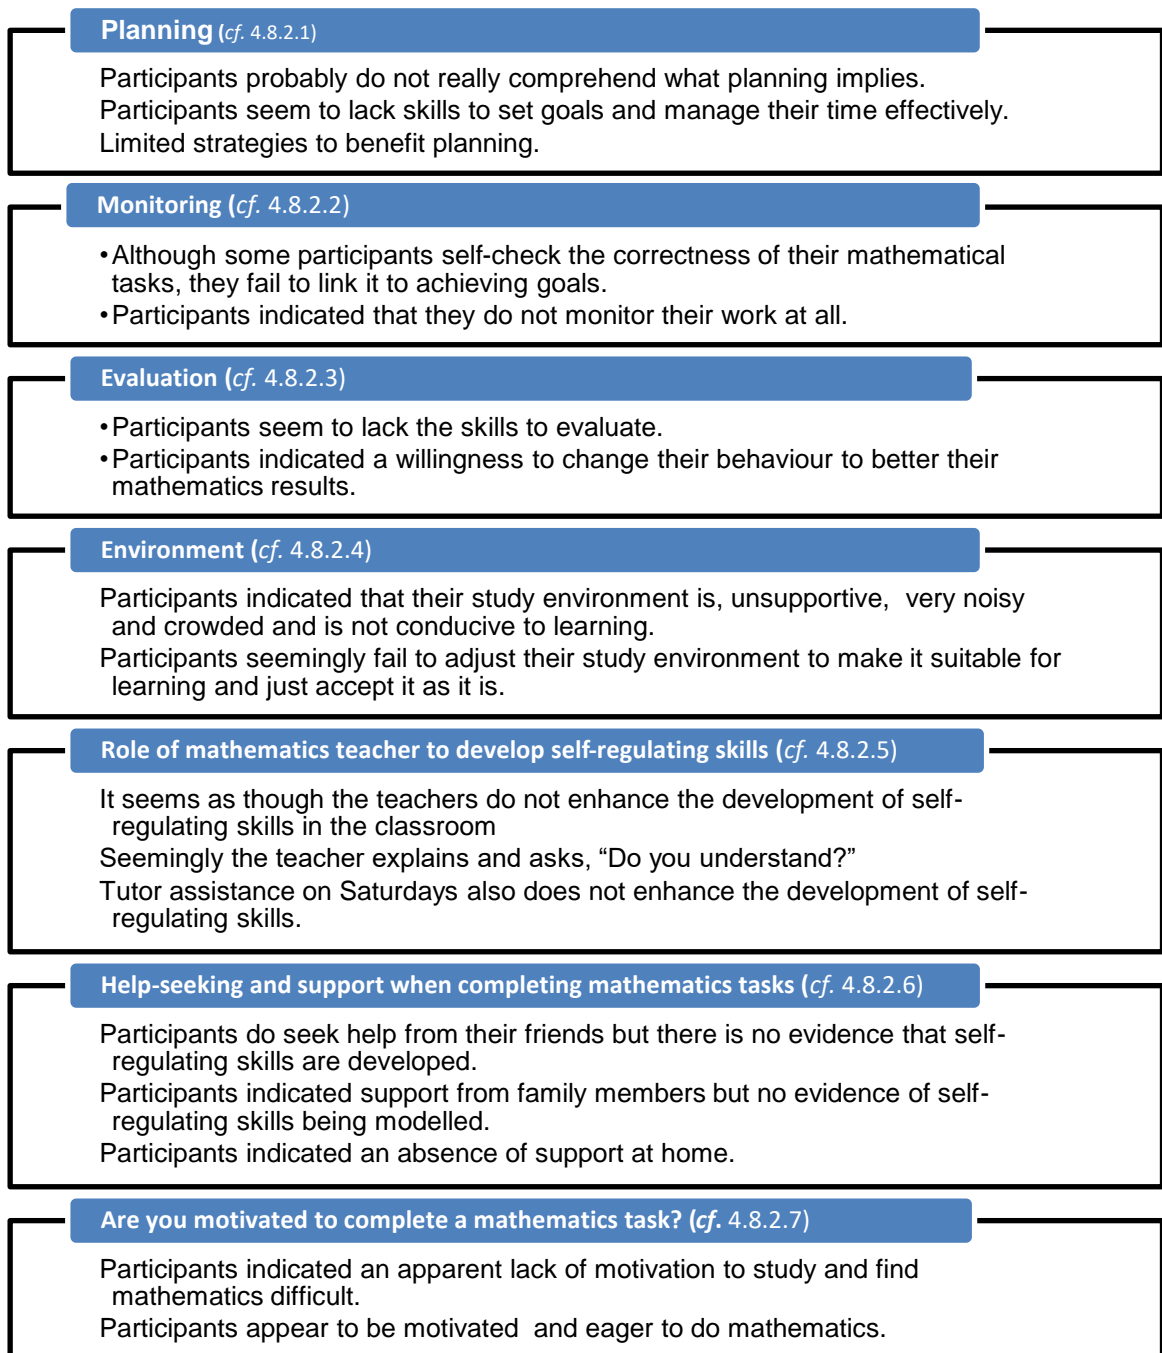 Planning (cf. 4.8.2.1)
Participants probably do not really comprehend what planning implies.
Participants seem to lack skills to set goals and manage their time effectively.
Limited strategies to benefit planning.
Monitoring (cf. 4.8.2.2)
•Although some participants self-check the correctness of their mathematical
tasks, they fail to link it to achieving goals.
•Participants indicated that they do not monitor their work at all.
Evaluation (cf. 4.8.2.3)
•Participants seem to lack the skills to evaluate.
•Participants indicated a willingness to change their behaviour to better their
mathematics results.
Environment (cf. 4.8.2.4)
Participants indicated that their study environment is, unsupportive,  very noisy
and crowded and is not conducive to learning.
Participants seemingly fail to adjust their study environment to make it suitable for
learning and just accept it as it is.
Role of mathematics teacher to develop self-regulating skills (cf. 4.8.2.5)
It seems as though the teachers do not enhance the development of self-
regulating skills in the classroom
Seemingly the teacher explains and asks, “Do you understand?”
Tutor assistance on Saturdays also does not enhance the development of self-
regulating skills.
Help-seeking and support when completing mathematics tasks (cf. 4.8.2.6)
Participants do seek help from their friends but there is no evidence that self-
regulating skills are developed.
Participants indicated support from family members but no evidence of self-
regulating skills being modelled.
Participants indicated an absence of support at home.
Are you motivated to complete a mathematics task? (cf. 4.8.2.7)
Participants indicated an apparent lack of motivation to study and find
mathematics difficult.
Participants appear to be motivated  and eager to do mathematics.